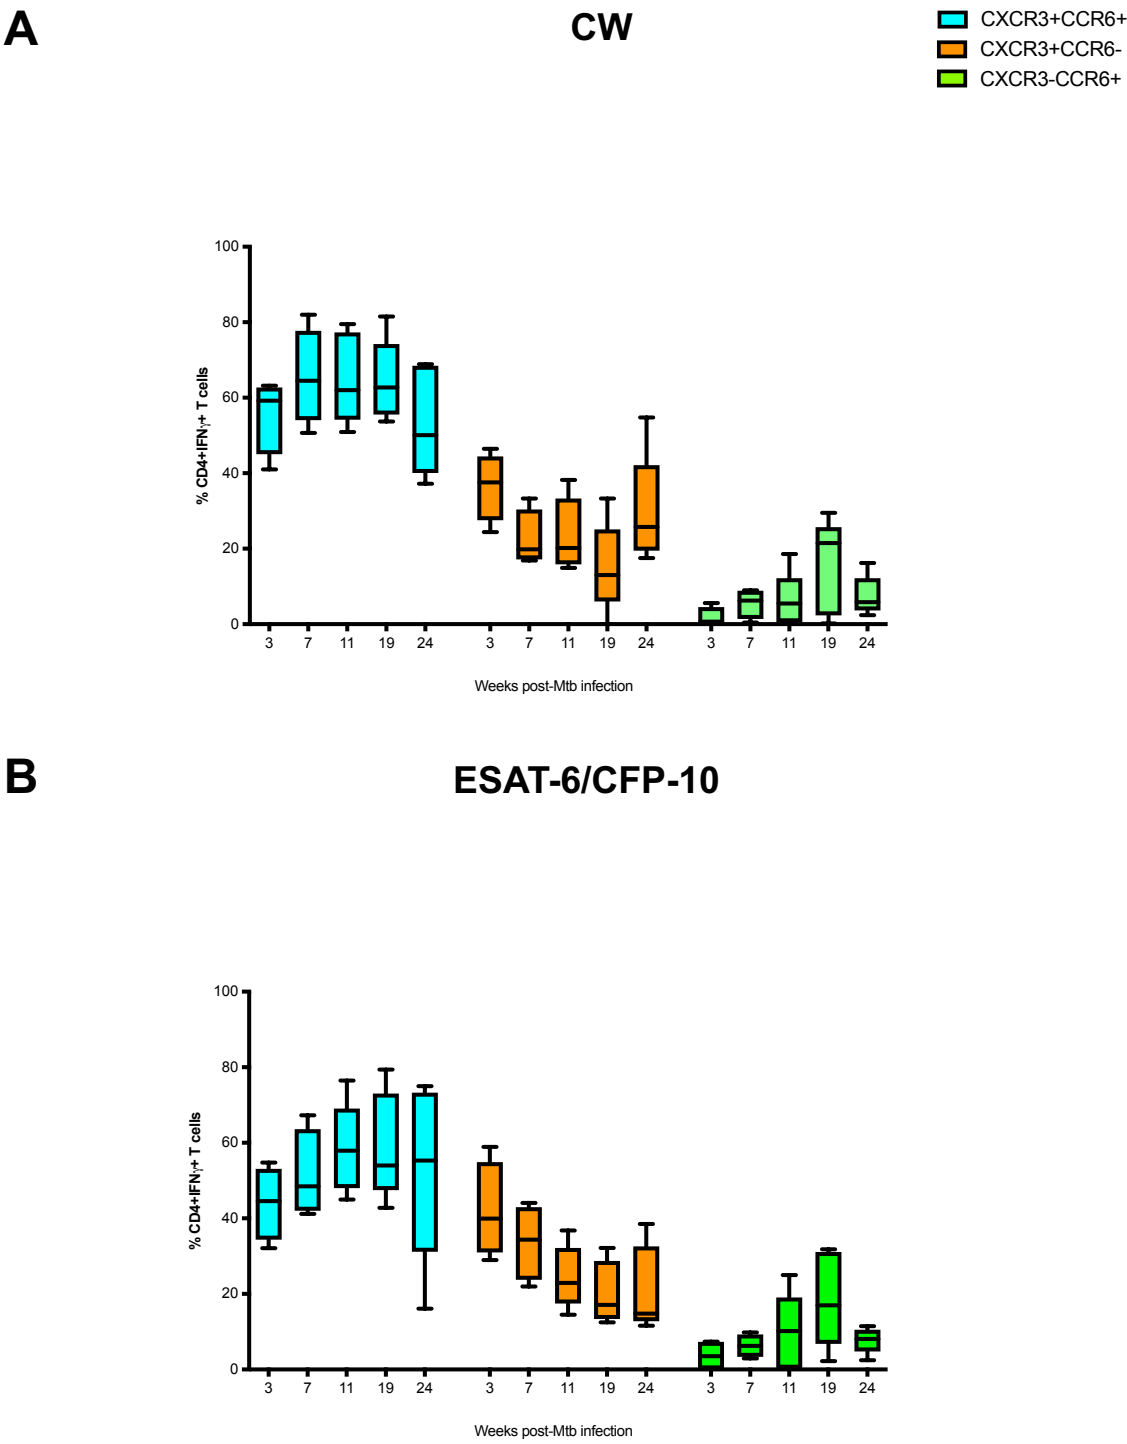 A
CW
CXCR3+CCR6+
CXCR3+CCR6-
CXCR3-CCR6+
% CD4+IFNγ+ T cells
100
80
60
40
20
0
3 7 11 19 24 3 7 11 19 24 3 7 11 19 24
Weeks post-Mtb infection
B
ESAT-6/CFP-10
% CD4+IFNγ+ T cells
100
80
60
40
20
0
3 7 11 19 24 3 7 11 19 24 3 7 11 19 24
Weeks post-Mtb infection